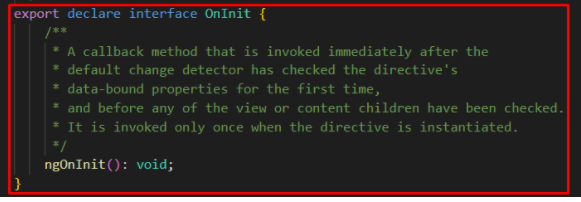 export declare interface OnInit {
/**
* A callback method that is invoked immediately after the
* default change detector has checked the directive's
* data-bound properties for the first time,
* and before any of the view or content children have been checked.
* It is invoked only once when the directive is instantiated.
*/
ngOnInit(): void;
}